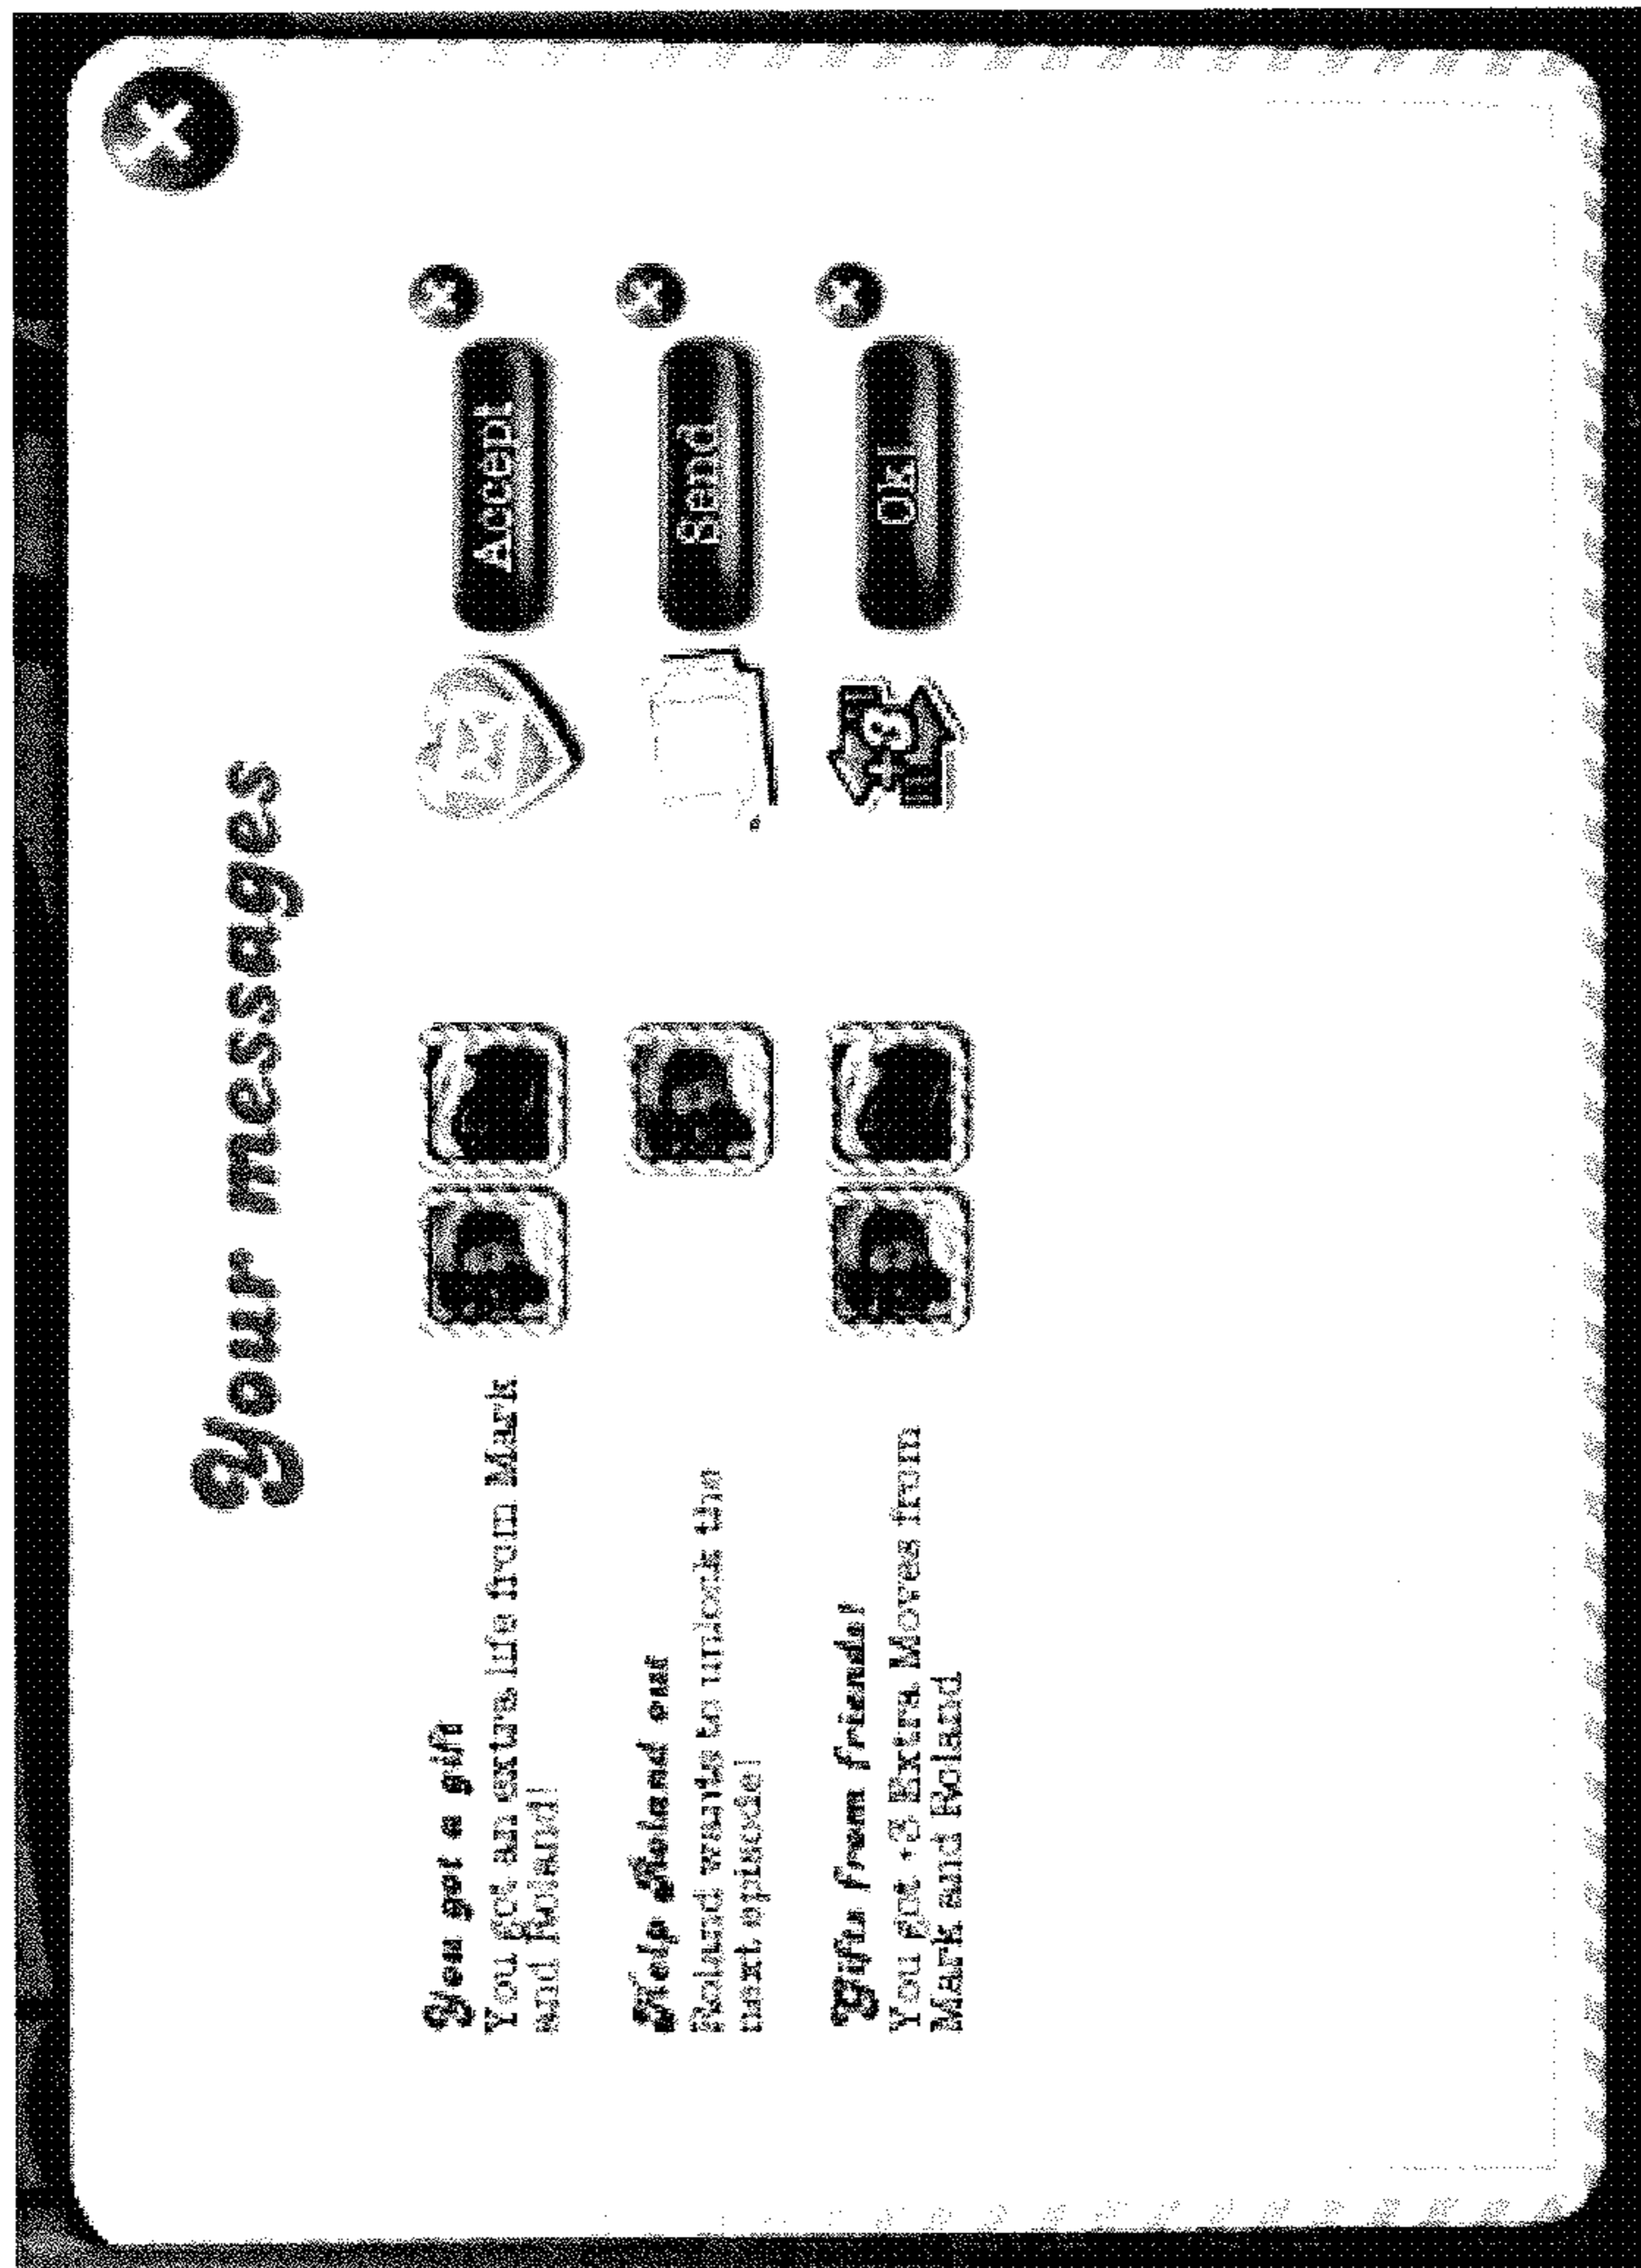 Your messages
You got a gift
You got an extra life from Mark
and Roland!
Accept
Help Roland out
Roland wants to unlock the
next episode!
Send
Gifts from friends!
You got +3 Extra Moves from
Mark and Roland
+3
Ok!